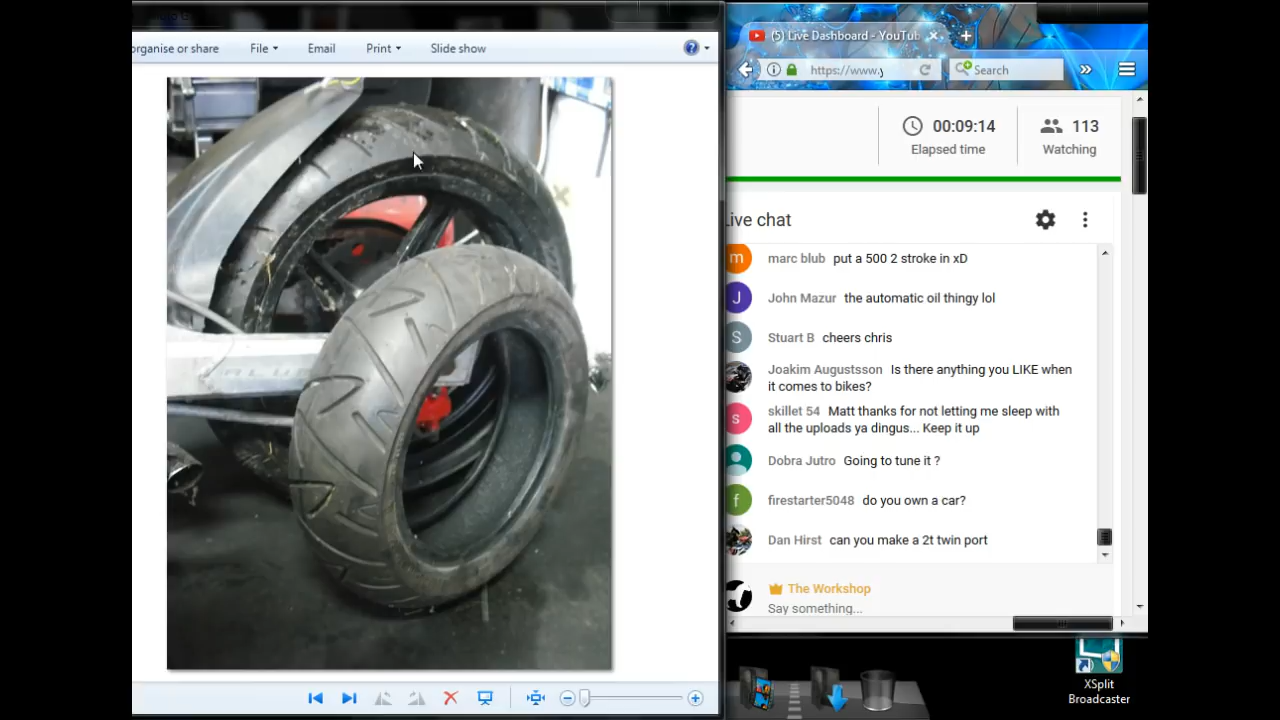 organise or share
File
Email
Print
Slide show
(5) Live Dashboard - YouTub
https://www.y
Search
00:09:14
Elapsed time
113
Watching
Live chat
marc blub put a 500 2 stroke in xD
John Mazur the automatic oil thingy lol
Stuart B cheers chris
Joakim Augustsson Is there anything you LIKE when
it comes to bikes?
skillet 54 Matt thanks for not letting me sleep with
all the uploads ya dingus... Keep it up
Dobra Jutro Going to tune it ?
firestarter5048 do you own a car?
Dan Hirst can you make a 2t twin port
The Workshop
Say something...
XSplit
Broadcaster
m
J
S
s
f